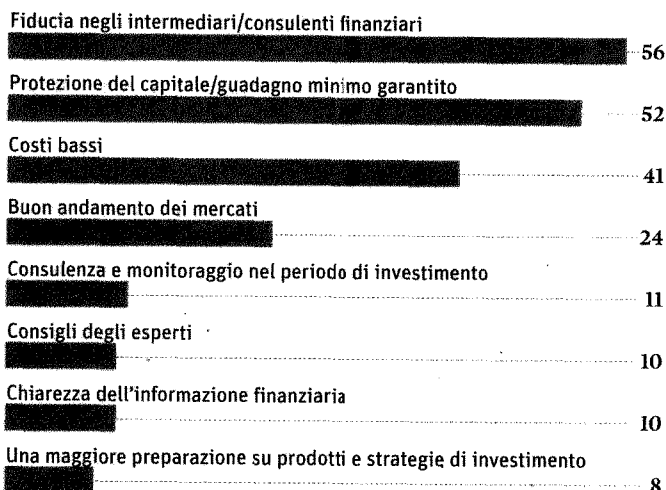 Fiducia negli intermediari/consulenti finanziari
56
Protezione del capitale/guadagno minimo garantito
52
Costi bassi
41
Buon andamento dei mercati
24
Consulenza e monitoraggio nel periodo di investimento
11
Consigli degli esperti
10
Chiarezza dell'informazione finanziaria
10
Una maggiore preparazione su prodotti e strategie di investimento
8